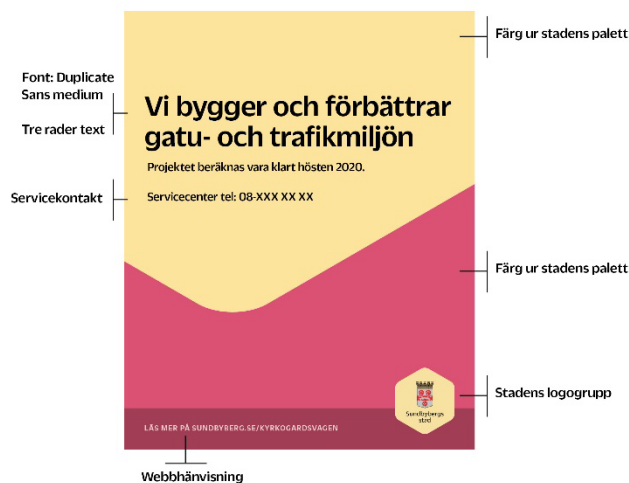 Färg ur stadens palett
Font: Duplicate
Sans medium
Tre rader text
Vi bygger och förbättrar
gatu- och trafikmiljön
Projektet beräknas vara klart hösten 2020.
Servicekontakt
Servicecenter tel: 08-XXX XX XX
Färg ur stadens palett
Stadens logogrupp
Sundbybergs
stad
LÄS MER PÅ SUNDBYBERG.SE/KYRKOGARDSVAGEN
Webbhänvisning